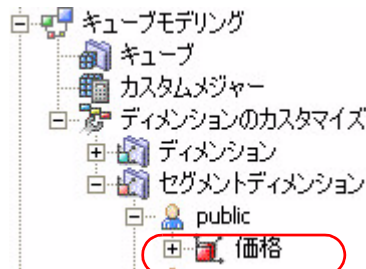 キューブモデリング
キューブ
カスタムメジャー
ディメンションのカスタマイズ
ディメンション
セグメントディメンション
public
価格